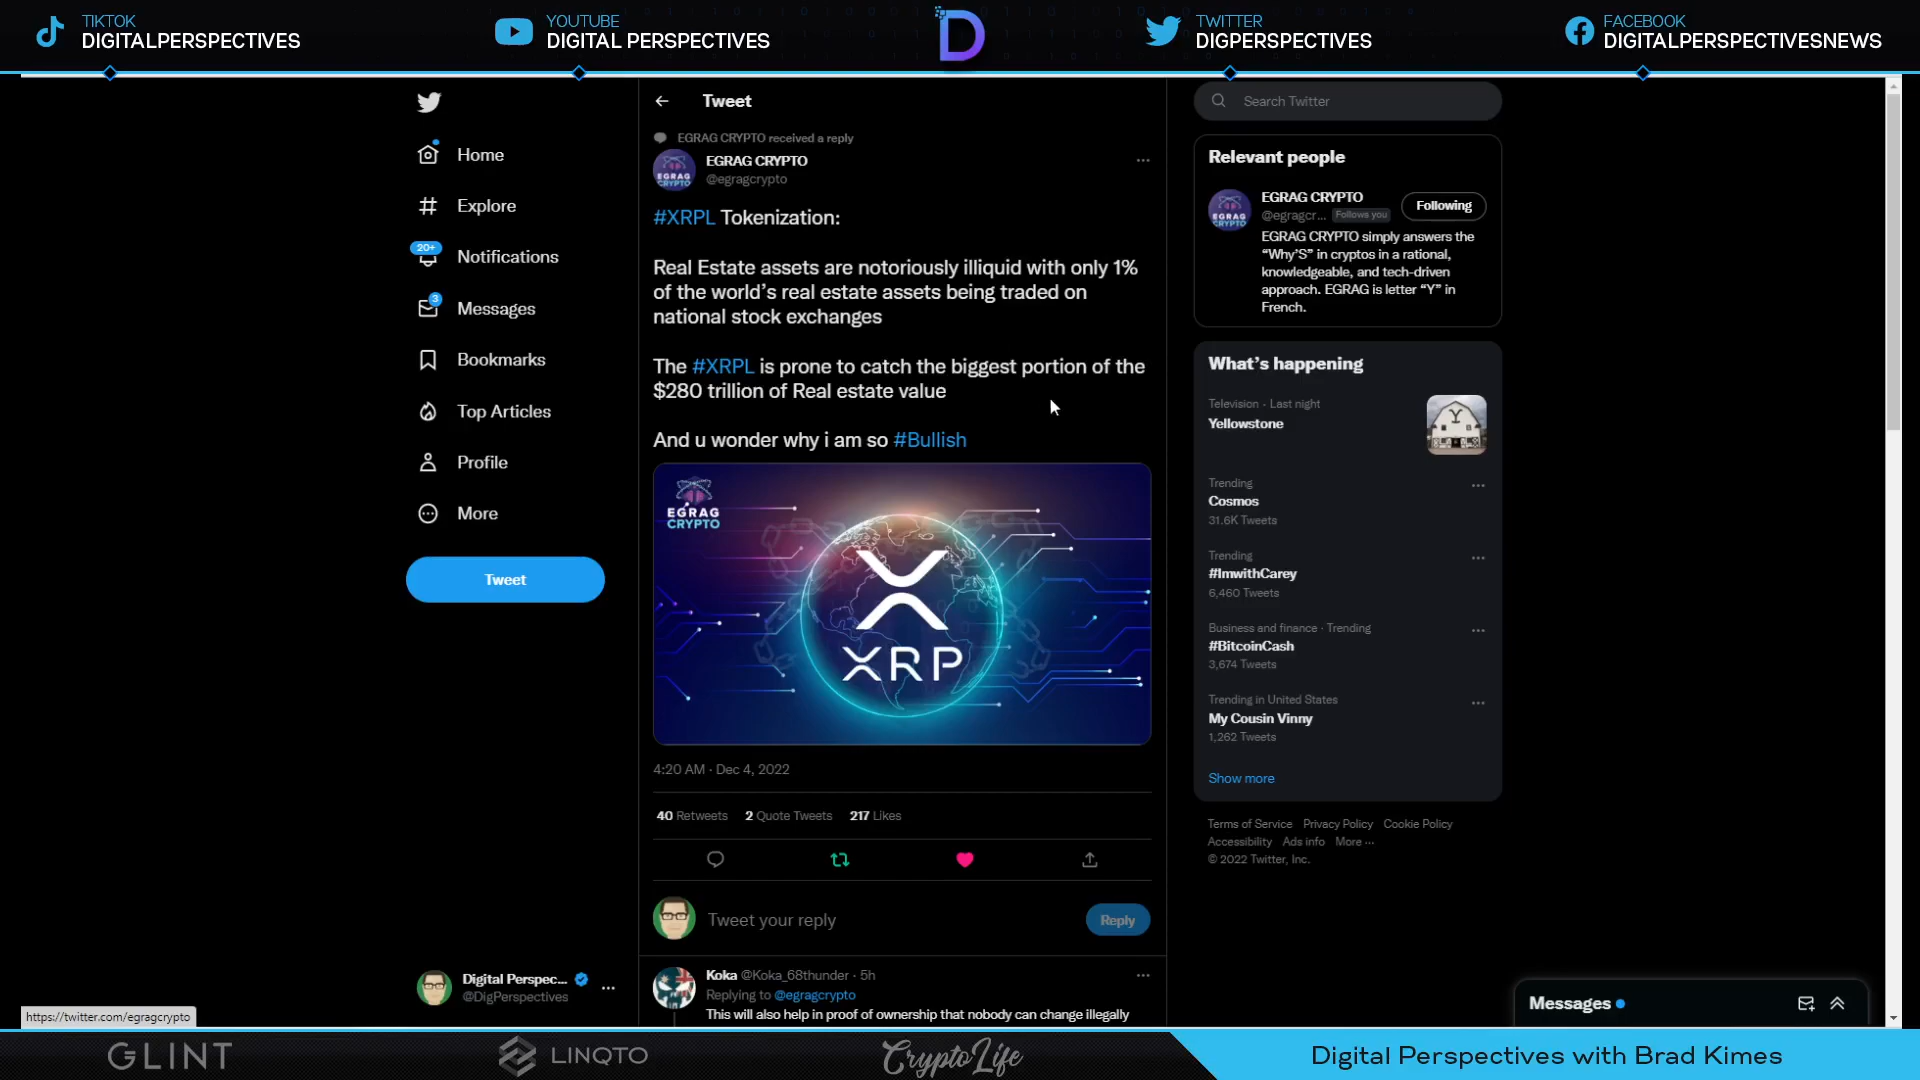 TIKTOK
DIGITALPERSPECTIVES
YOUTUBE
DIGITAL PERSPECTIVES
D
TWITTER
DIGPERSPECTIVES
FACEBOOK
DIGITALPERSPECTIVESNEWS
Home
Explore
20+
Notifications
3
Messages
Bookmarks
Top Articles
Profile
More
Tweet
Digital Perspec...
@DigPerspectives
https://twitter.com/egragcrypto
Tweet
EGRAG CRYPTO received a reply
EGRAG CRYPTO
@egragcrypto
EGRAG
CRYPTO
#XRPL Tokenization:
Real Estate assets are notoriously illiquid with only 1%
of the world's real estate assets being traded on
national stock exchanges
The #XRPL is prone to catch the biggest portion of the
$280 trillion of Real estate value
And u wonder why i am so #Bullish
EGRAG
CRYPTO
XRP
4:20 AM · Dec 4, 2022
40 Retweets 2 Quote Tweets 217 Likes
Tweet your reply
Reply
Koka @Koka_68thunder · 5h
Replying to @egragcrypto
This will also help in proof of ownership that nobody can change illegally
Search Twitter
Relevant people
EGRAG CRYPTO
@egragcr... Follows you
Following
EGRAG
CRYPTO
EGRAG CRYPTO simply answers the
“Why'S” in cryptos in a rational,
knowledgeable, and tech-driven
approach. EGRAG is letter “Y” in
French.
What's happening
Television · Last night
Yellowstone
Y
Trending
Cosmos
31.6K Tweets
Trending
#ImwithCarey
6,460 Tweets
Business and finance · Trending
#BitcoinCash
3,674 Tweets
Trending in United States
My Cousin Vinny
1,262 Tweets
Show more
Terms of Service Privacy Policy Cookie Policy
Accessibility Ads info More ...
© 2022 Twitter, Inc.
Messages
GLINT
LINQTO
CryptoLife
Digital Perspectives with Brad Kimes